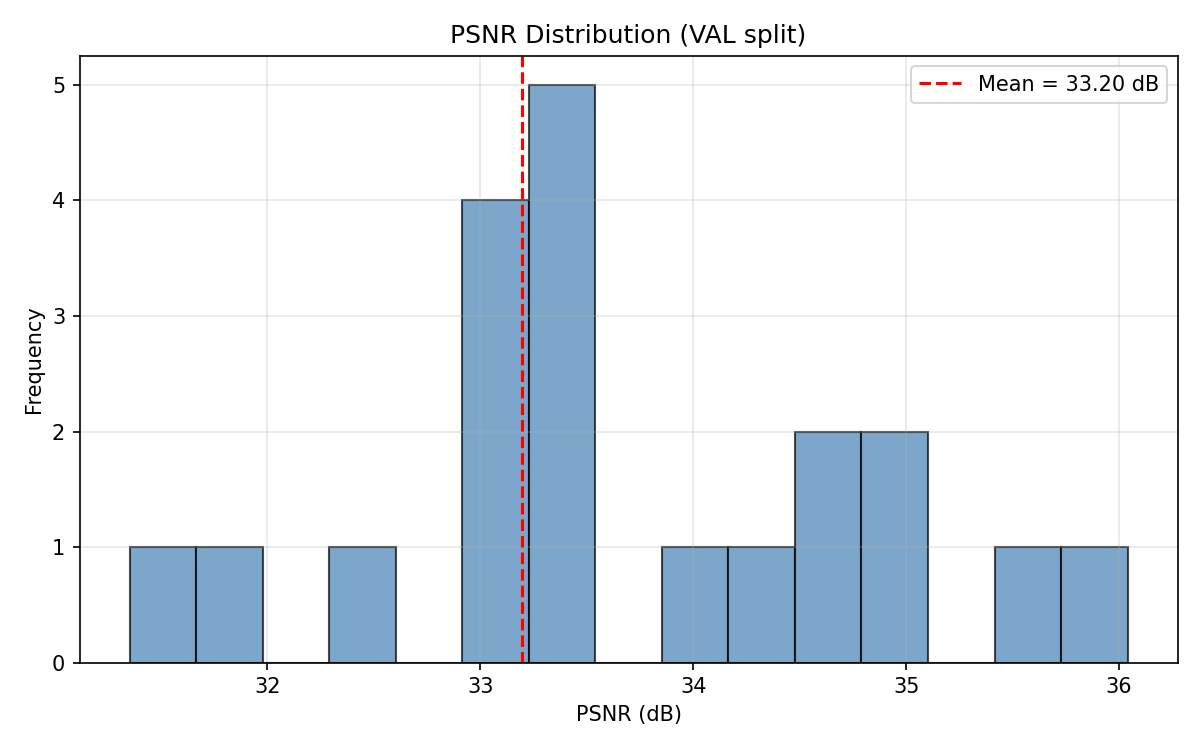 PSNR Distribution (VAL split)
Mean = 33.20 dB
Frequency
5
4
3
2
1
0
32 33 34 35 36
PSNR (dB)